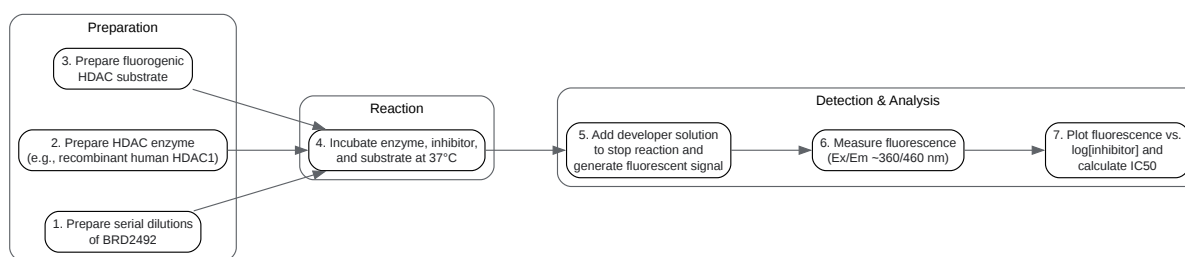 Preparation
3. Prepare fluorogenic
HDAC substrate
2. Prepare HDAC enzyme
(e.g., recombinant human HDAC1)
1. Prepare serial dilutions
of BRD2492
Reaction
4. Incubate enzyme, inhibitor,
and substrate at 37°C
Detection & Analysis
5. Add developer solution
to stop reaction and
generate fluorescent signal
6. Measure fluorescence
(Ex/Em ~360/460 nm)
7. Plot fluorescence vs.
log[inhibitor] and
calculate IC50